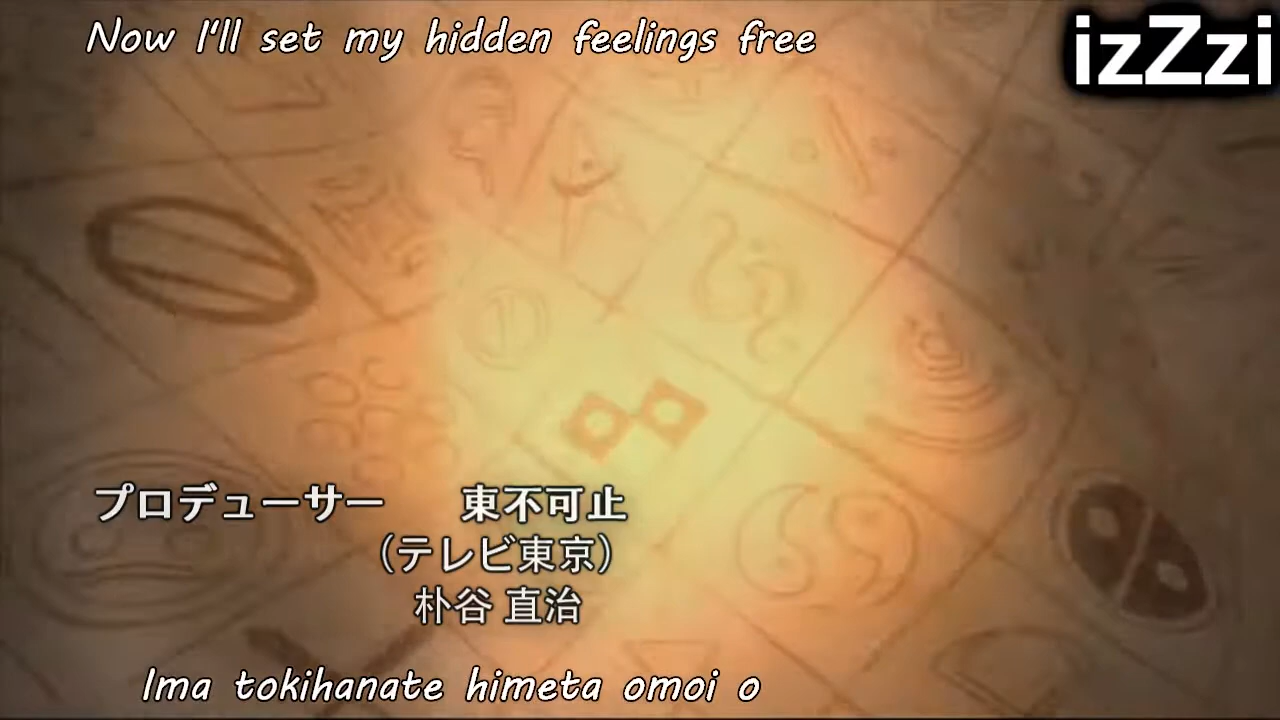 Now I'll set my hidden feelings free
izZzi
プロデューサー 東不可止
(テレビ東京)
朴谷 直治
Ima tokihanate himeta omoi o